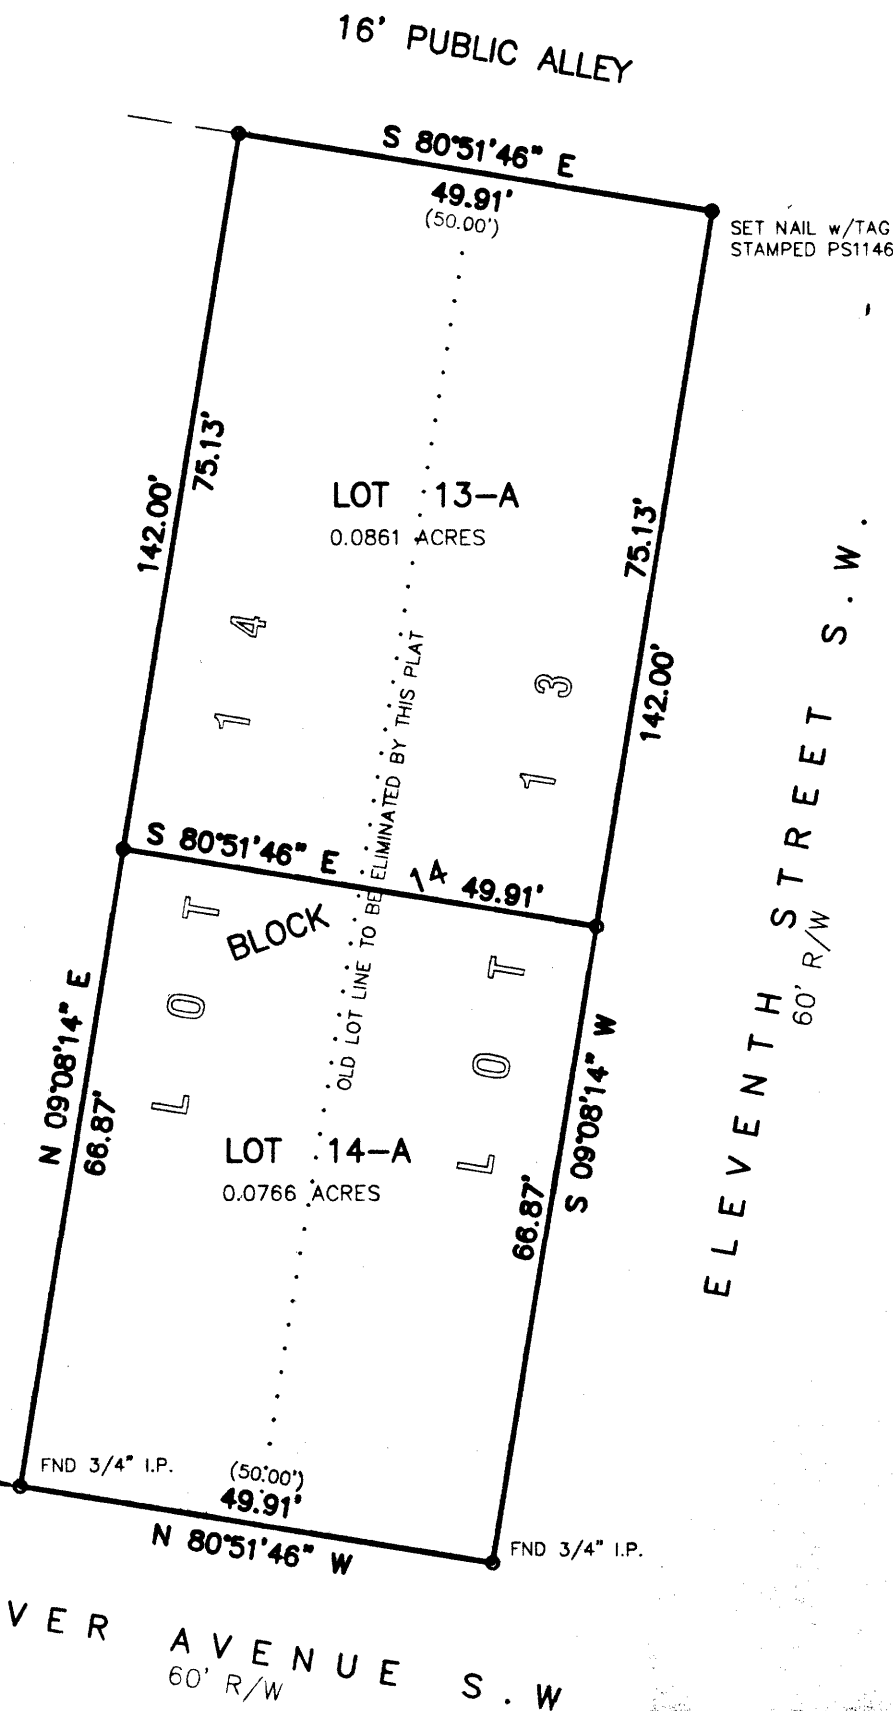 16' PUBLIC ALLEY
S 80°51'46" E
49.91'
(50.00')
SET NAIL w/TAG
STAMPED PS1146
142.00'
75.13'
LOT 13-A
0.0861 ACRES
75.13'
142.00'
14
13
OLD LOT LINE TO BE ELIMINATED BY THIS PLAT
S 80°51'46" E
49.91'
BLOCK 14
LOT
LOT
N 09°08'14" E
66.87'
LOT 14-A
0.0766 ACRES
66.87'
S 09°08'14" W
ELEVENTH STREET S.W.
60' R/W
FND 3/4" I.P.
(50.00')
49.91'
N 80°51'46" W
FND 3/4" I.P.
VER AVENUE S.W
60' R/W